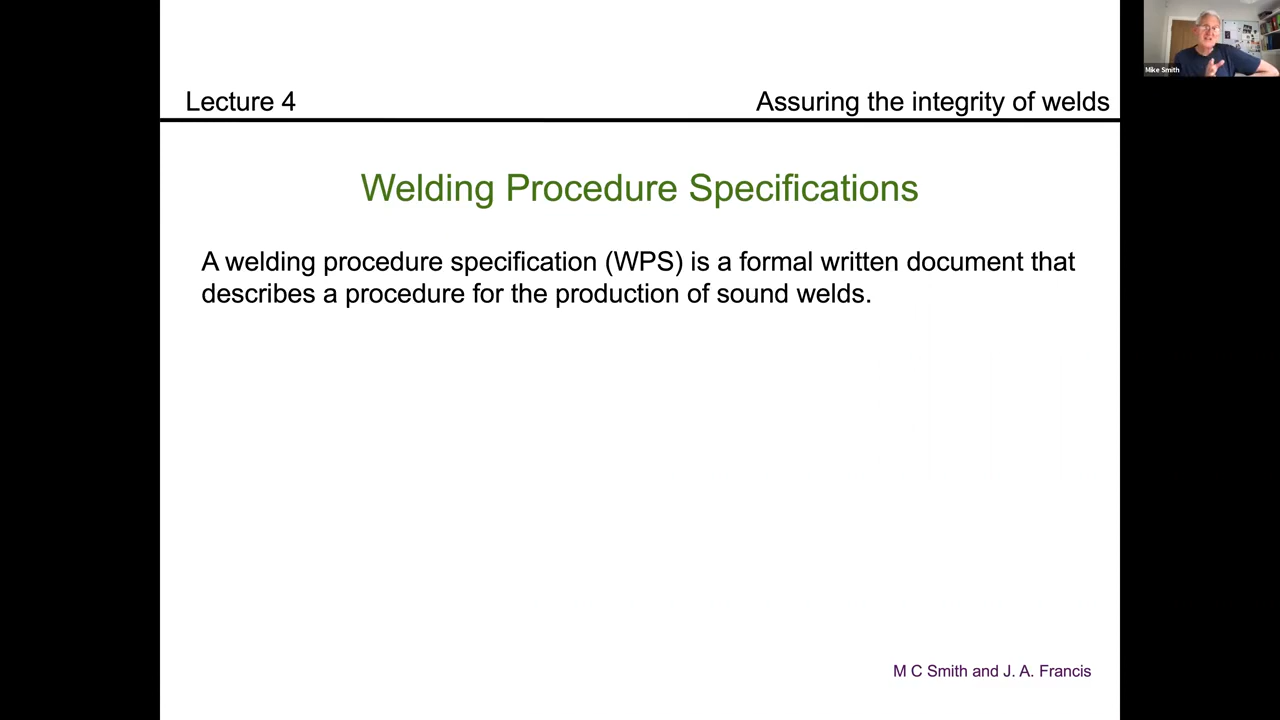 Lecture 4
Assuring the integrity of welds
Mike Smith
Welding Procedure Specifications
A welding procedure specification (WPS) is a formal written document that
describes a procedure for the production of sound welds.
M C Smith and J. A. Francis